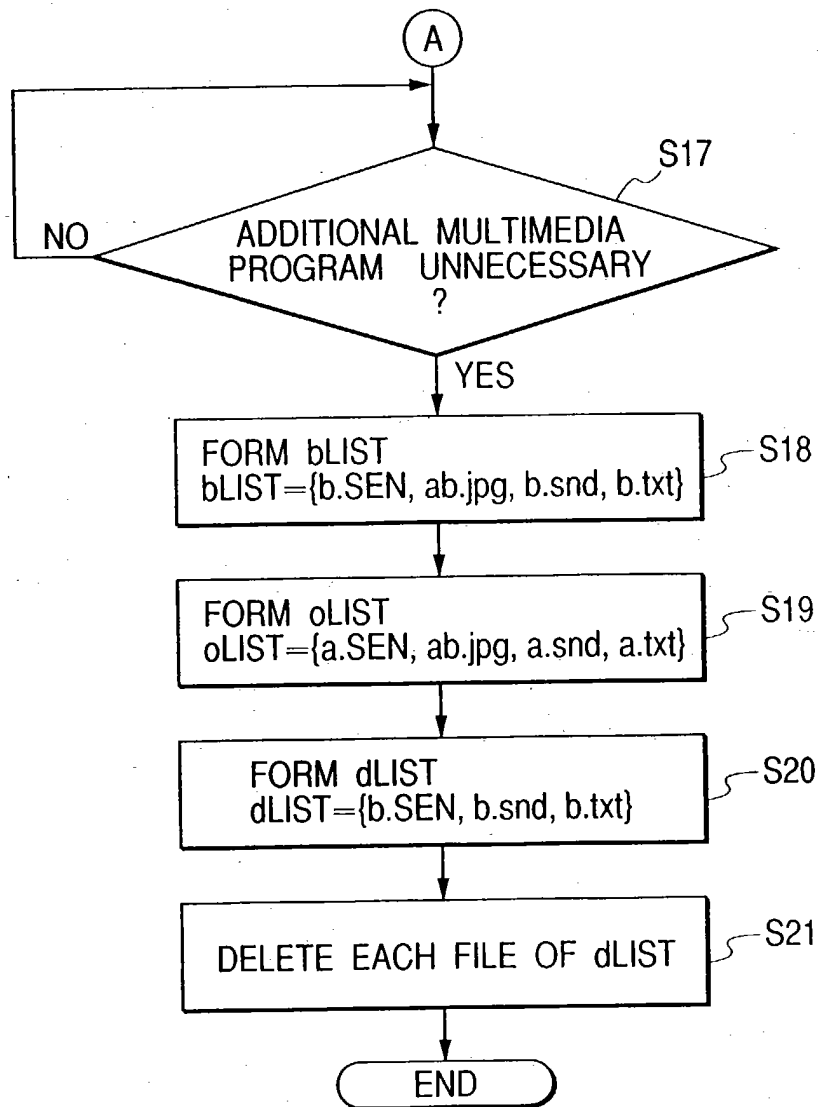 A
S17
NO
ADDITIONAL MULTIMEDIA
PROGRAM UNNECESSARY
?
YES
FORM bLIST
bLIST={b.SEN, ab.jpg, b.snd, b.txt}
S18
FORM oLIST
oLIST={a.SEN, ab.jpg, a.snd, a.txt}
S19
FORM dLIST
dLIST={b.SEN, b.snd, b.txt}
S20
DELETE EACH FILE OF dLIST
S21
END